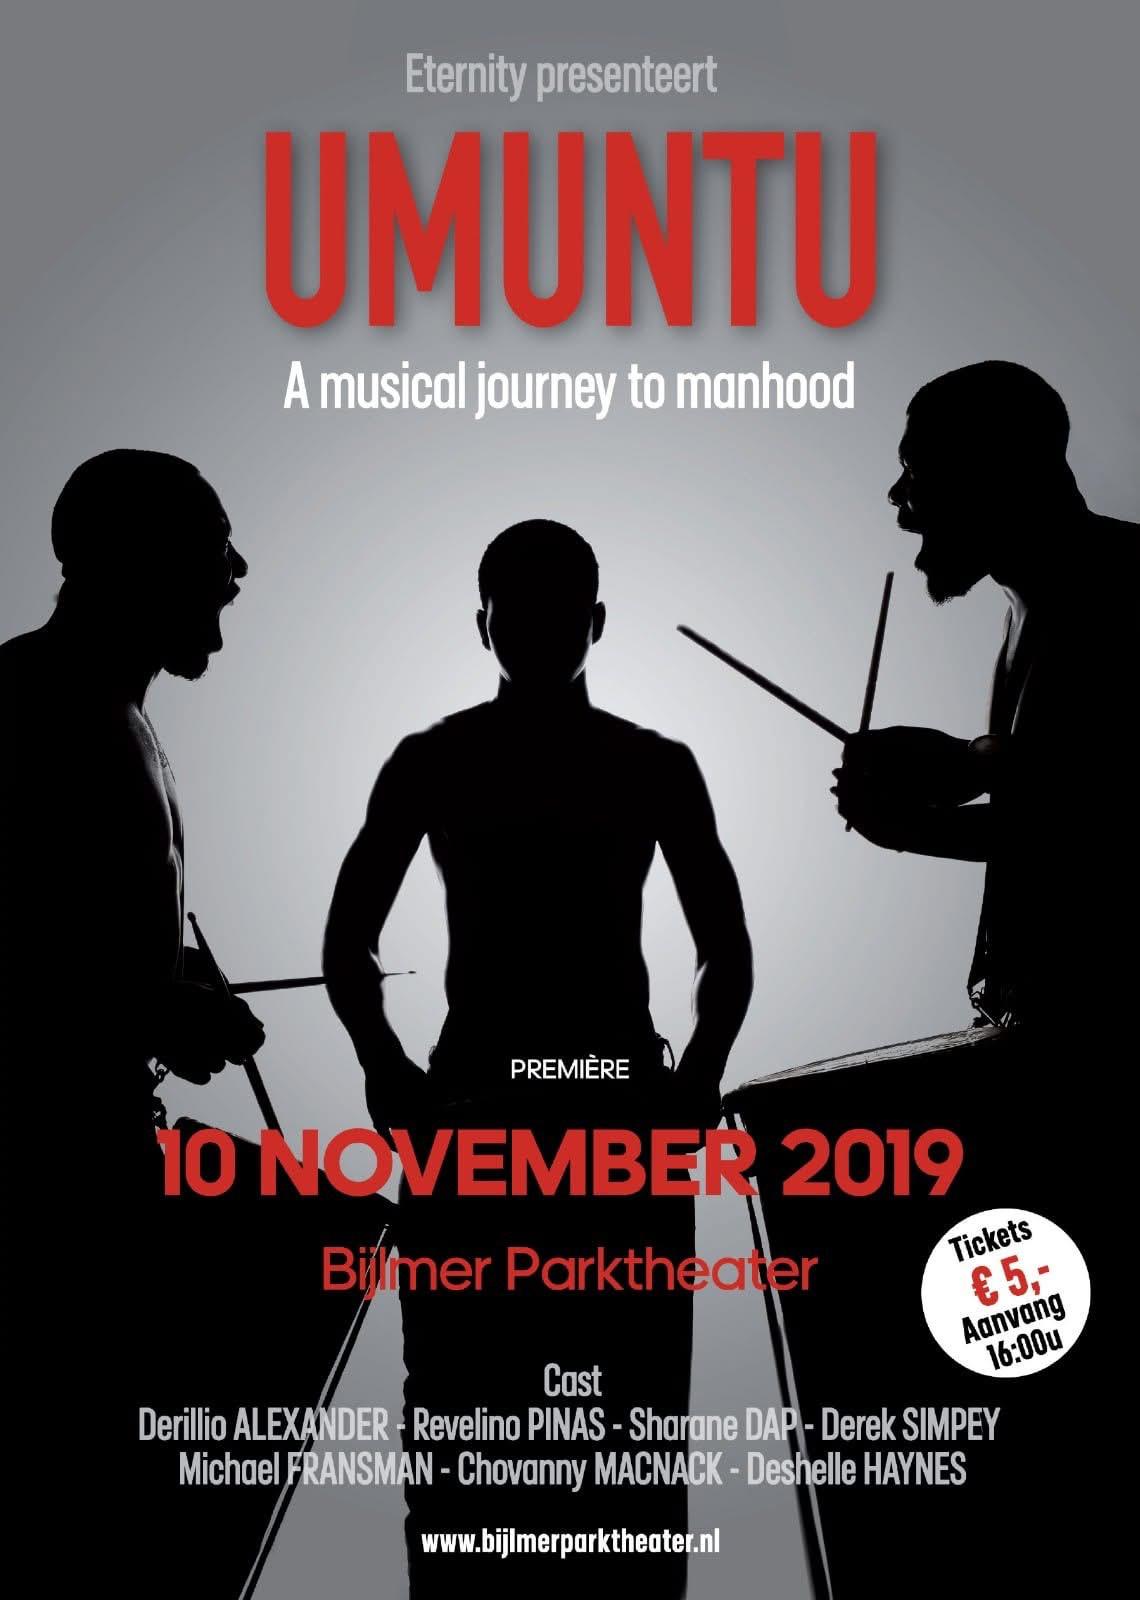 Eternity presenteert
UMUNTU
A musical journey to manhood
PREMIÈRE
10 NOVEMBER 2019
Bijlmer Parktheater
Tickets
€ 5,-
Aanvang
16:00u
Cast
Derillio ALEXANDER - Revelino PINAS - Sharane DAP - Derek SIMPEY
Michael FRANSMAN - Chovanny MACNACK - Deshelle HAYNES
www.bijlmerparktheater.nl